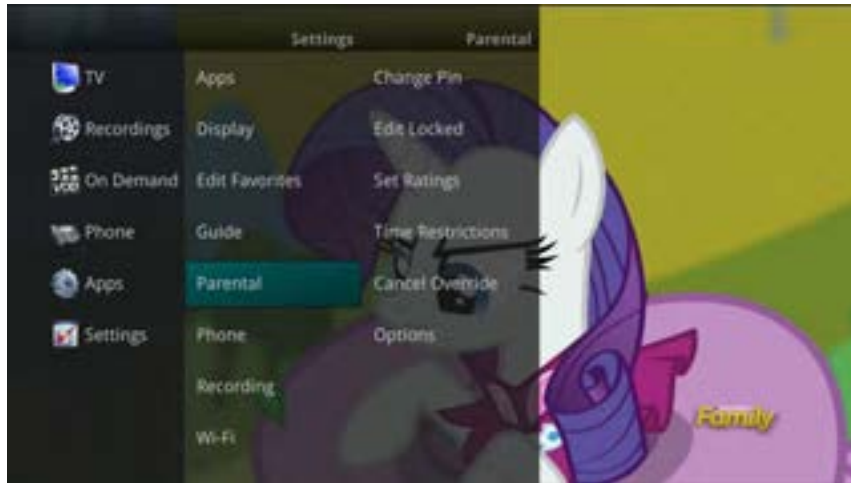 Settings Parental
TV Apps Change Pin
Recordings Display Edit Locked
On Demand Edit Favorites Set Ratings
Phone Guide Time Restrictions
Apps Parental Cancel Override
Settings Phone Options
Recording
Wi-Fi
Family